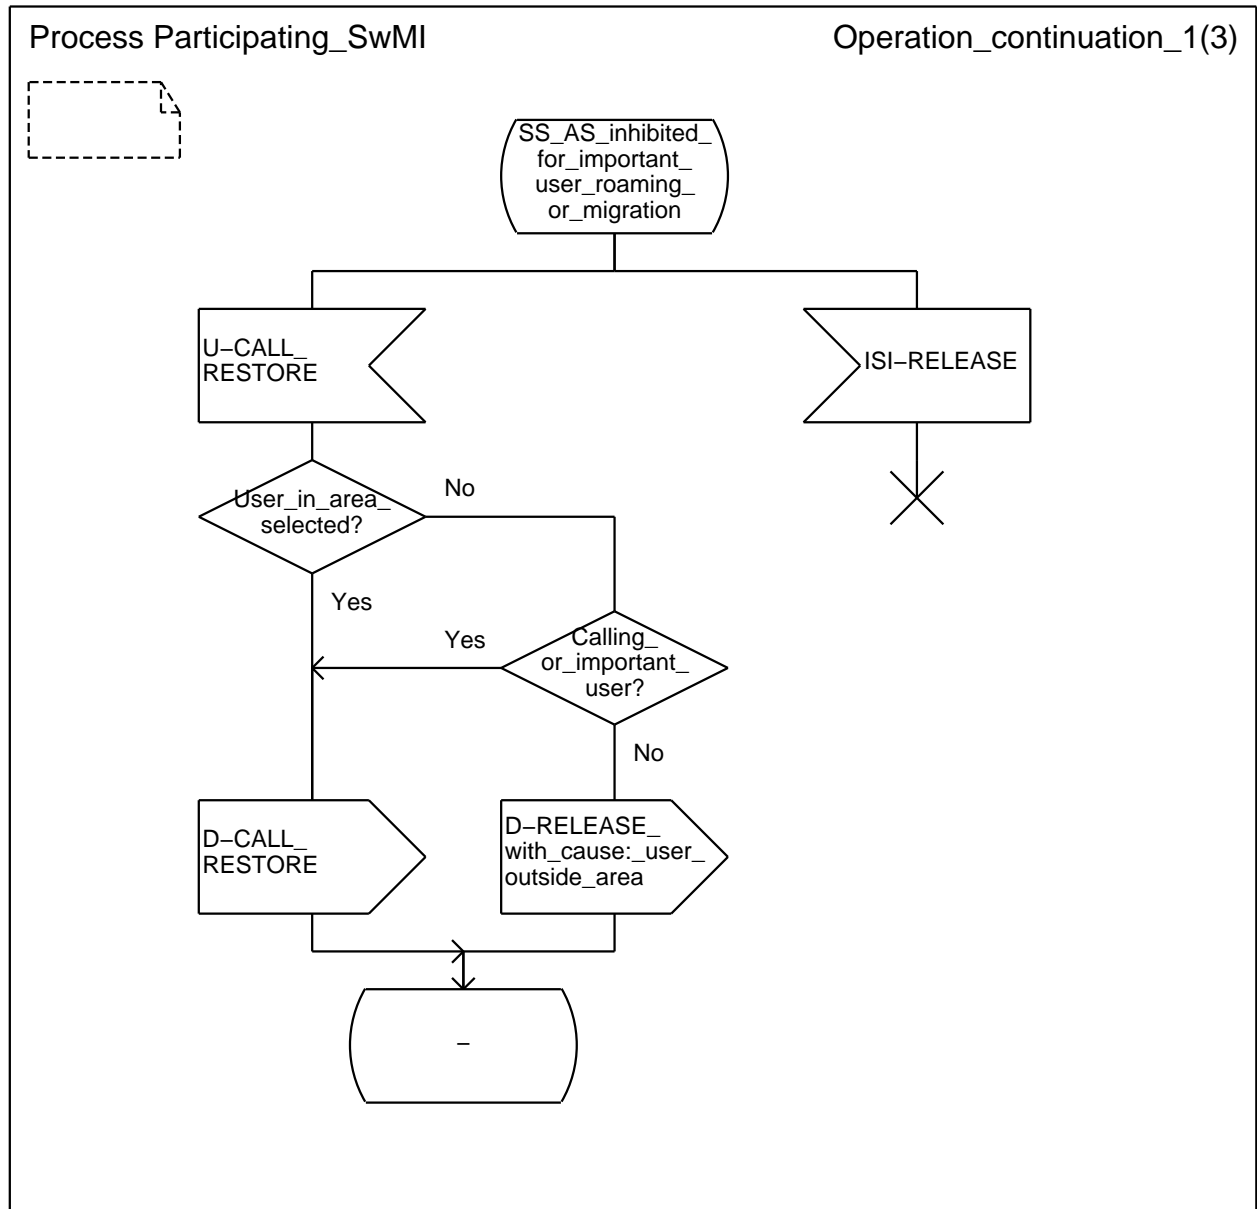 Process Participating_SwMI
Operation_continuation_1(3)
SS_AS_inhibited_
for_important_
user_roaming_
or_migration
U−CALL_
RESTORE
ISI−RELEASE
User_in_area_
selected?
No
Yes
Yes
Calling_
or_important_
user?
No
D−CALL_
RESTORE
D−RELEASE_
with_cause:_user_
outside_area
−